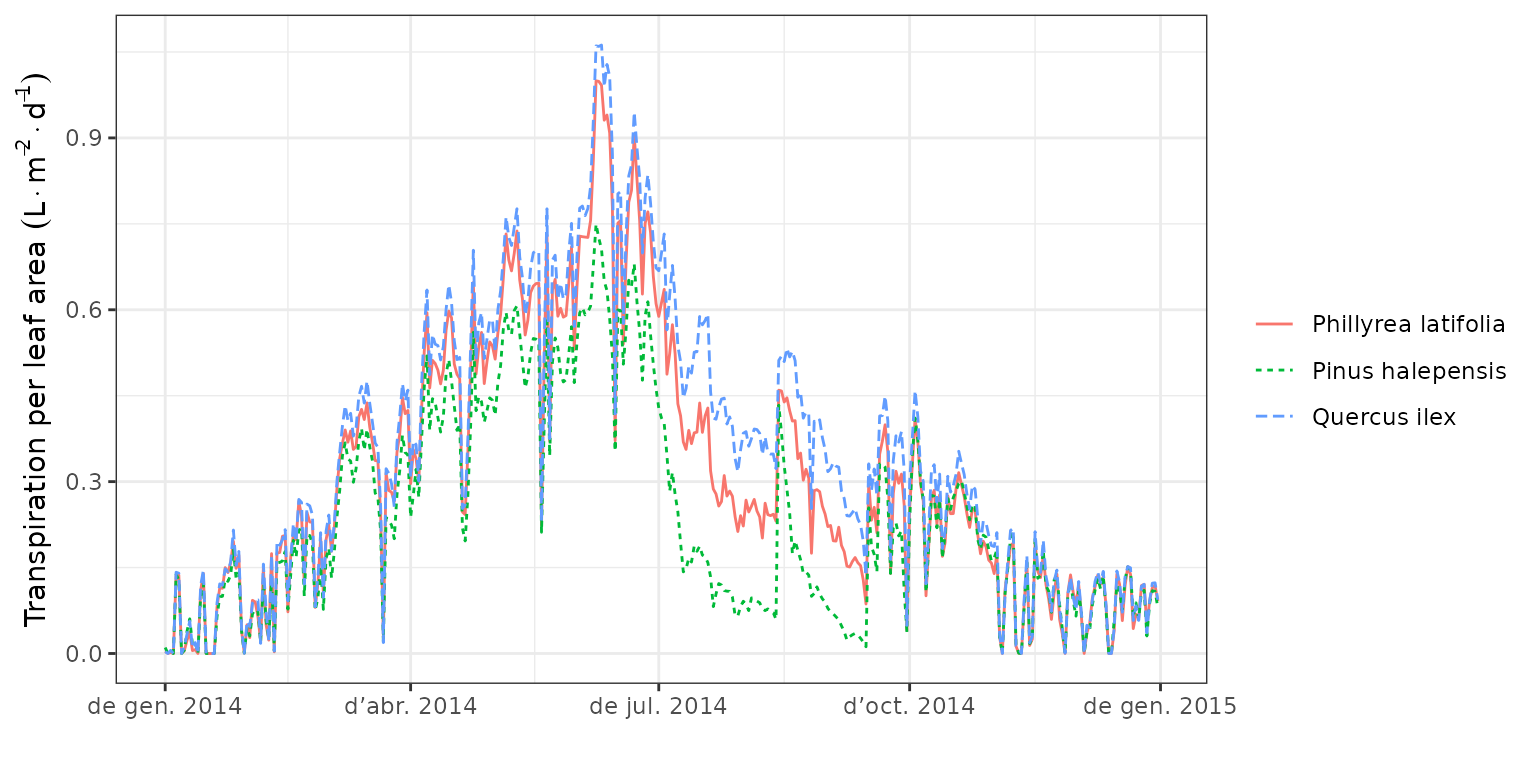 Transpiration per leaf area (L · m⁻² · d⁻¹)
0.9
0.6
0.3
0.0
de gen. 2014
d’abr. 2014
de jul. 2014
d’oct. 2014
de gen. 2015
Phillyrea latifolia
Pinus halepensis
Quercus ilex